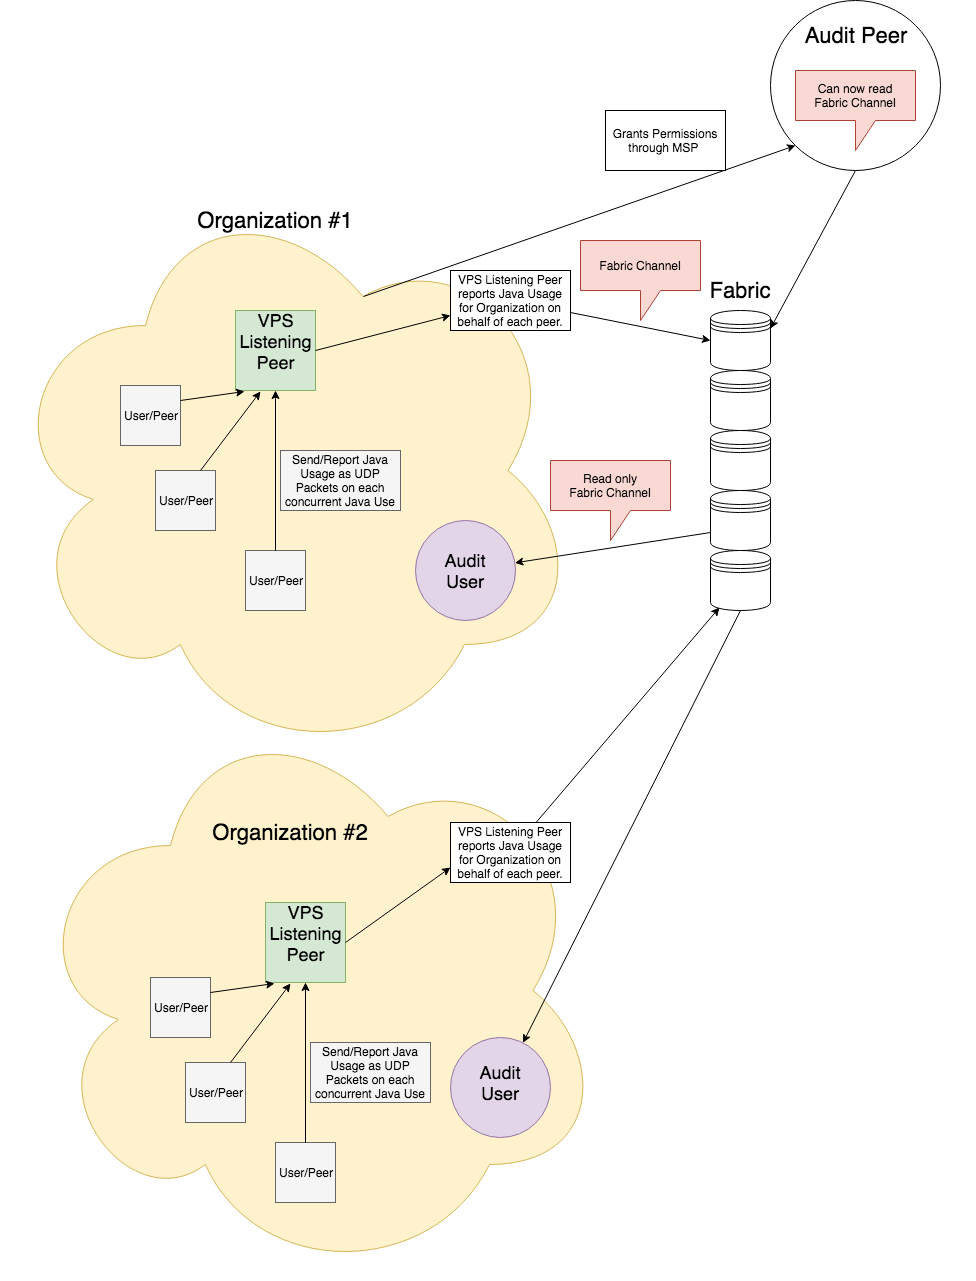 Audit Peer
Can now read
Fabric Channel
Grants Permissions
through MSP
Organization #1
Fabric Channel
Fabric
VPS Listening Peer
reports Java Usage
for Organization on
behalf of each peer.
VPS
Listening
Peer
User/Peer
User/Peer
Send/Report Java
Usage as UDP
Packets on each
concurrent Java Use
User/Peer
Read only
Fabric Channel
Audit
User
Organization #2
VPS Listening Peer
reports Java Usage
for Organization on
behalf of each peer.
VPS
Listening
Peer
User/Peer
User/Peer
Send/Report Java
Usage as UDP
Packets on each
concurrent Java Use
User/Peer
Audit
User